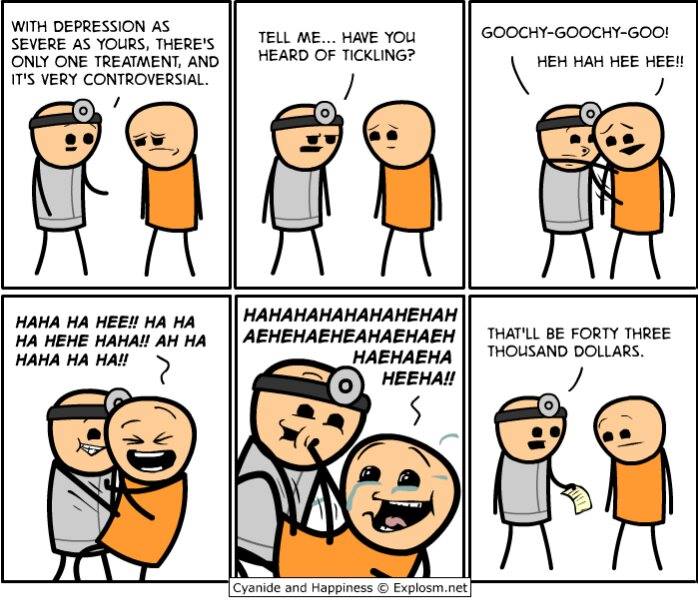 WITH DEPRESSION AS
SEVERE AS YOURS, THERE'S
ONLY ONE TREATMENT, AND
IT'S VERY CONTROVERSIAL.
TELL ME... HAVE YOU
HEARD OF TICKLING?
GOOCHY-GOOCHY-GOO!
HEH HAH HEE HEE!!
HAHA HA HEE!! HA HA
HA HEHE HAHA!! AH HA
HAHA HA HA!!
HAHAHAHAHAHAHEHAH
AEHEHAEHEAHAEHAEH
HAEHAEHA
HEEHA!!
THAT'LL BE FORTY THREE
THOUSAND DOLLARS.
Cyanide and Happiness © Explosm.net